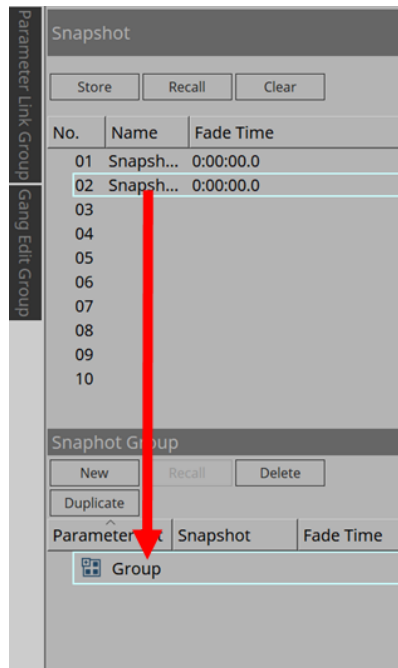 Parameter Link Group
Gang Edit Group
Snapshot
Store Recall Clear
No. Name Fade Time
01 Snapsh... 0:00:00.0
02 Snapsh... 0:00:00.0
03
04
05
06
07
08
09
10
Snaphot Group
New Recall Delete
Duplicate
Snapshot Fade Time
Group